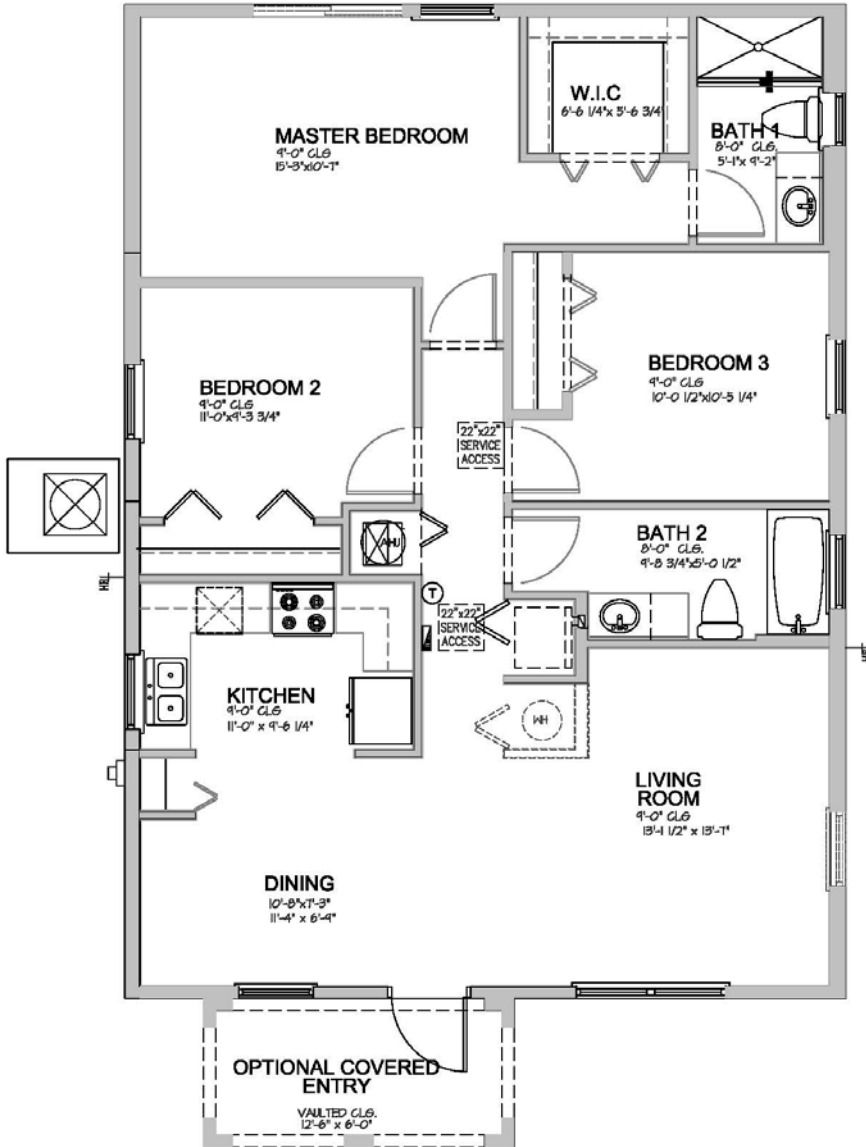 W.I.C
6'-6 1/4"x 5'-6 3/4"
MASTER BEDROOM
9'-0" CLG
15'-3"x10'-7"
BATH 1
8'-0" CLG.
5'-1"x 9'-2"
BEDROOM 2
9'-0" CLG
11'-0"x9'-3 3/4"
BEDROOM 3
9'-0" CLG
10'-0 1/2"x10'-5 1/4"
22"x22"
SERVICE
ACCESS
AHU
BATH 2
8'-0" CLG.
9'-8 3/4"x5'-0 1/2"
T
22"x22"
SERVICE
ACCESS
KITCHEN
9'-0" CLG
11'-0" x 9'-6 1/4"
WH
LIVING
ROOM
9'-0" CLG
13'-1 1/2" x 13'-7"
DINING
10'-8"x7'-3"
11'-4" x 6'-9"
OPTIONAL COVERED
ENTRY
VAULTED CLG.
12'-6" x 6'-0"